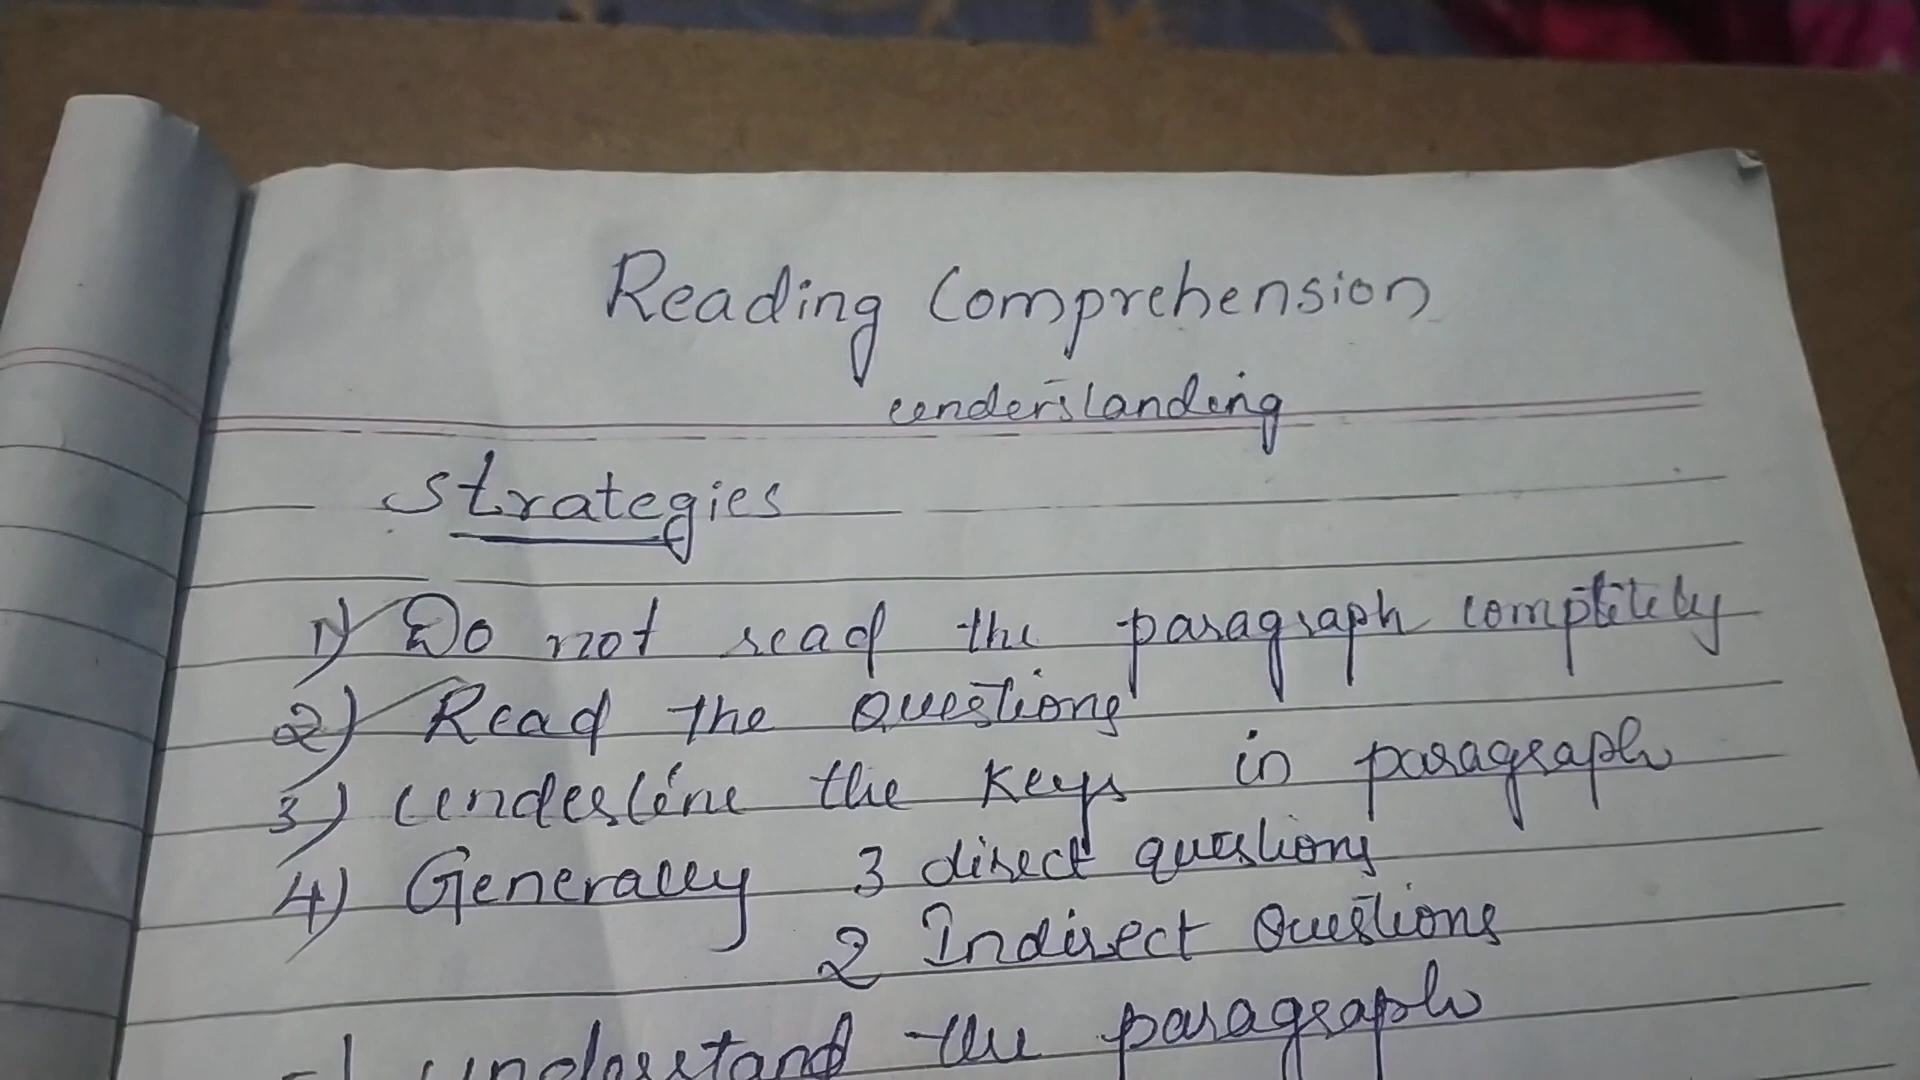 Reading Comprehension
understanding
strategies
1) Do not read the paragraph completely
2) Read the Questions
3) underline the keys in paragraph
4) Generally 3 direct questions
2 Indirect Questions
understand the paragraph